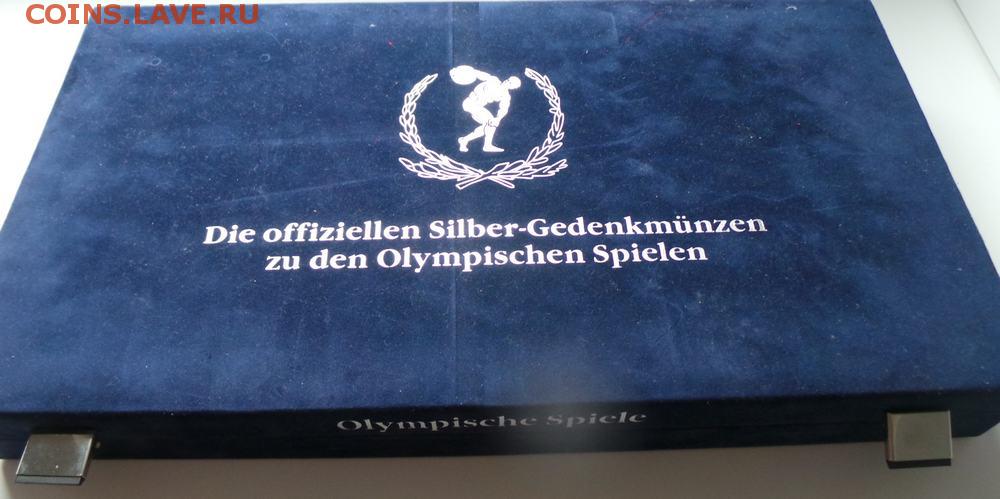 COINS.LAVE.RU
Die offiziellen Silber-Gedenkmünzen
zu den Olympischen Spielen
Olympische Spiele